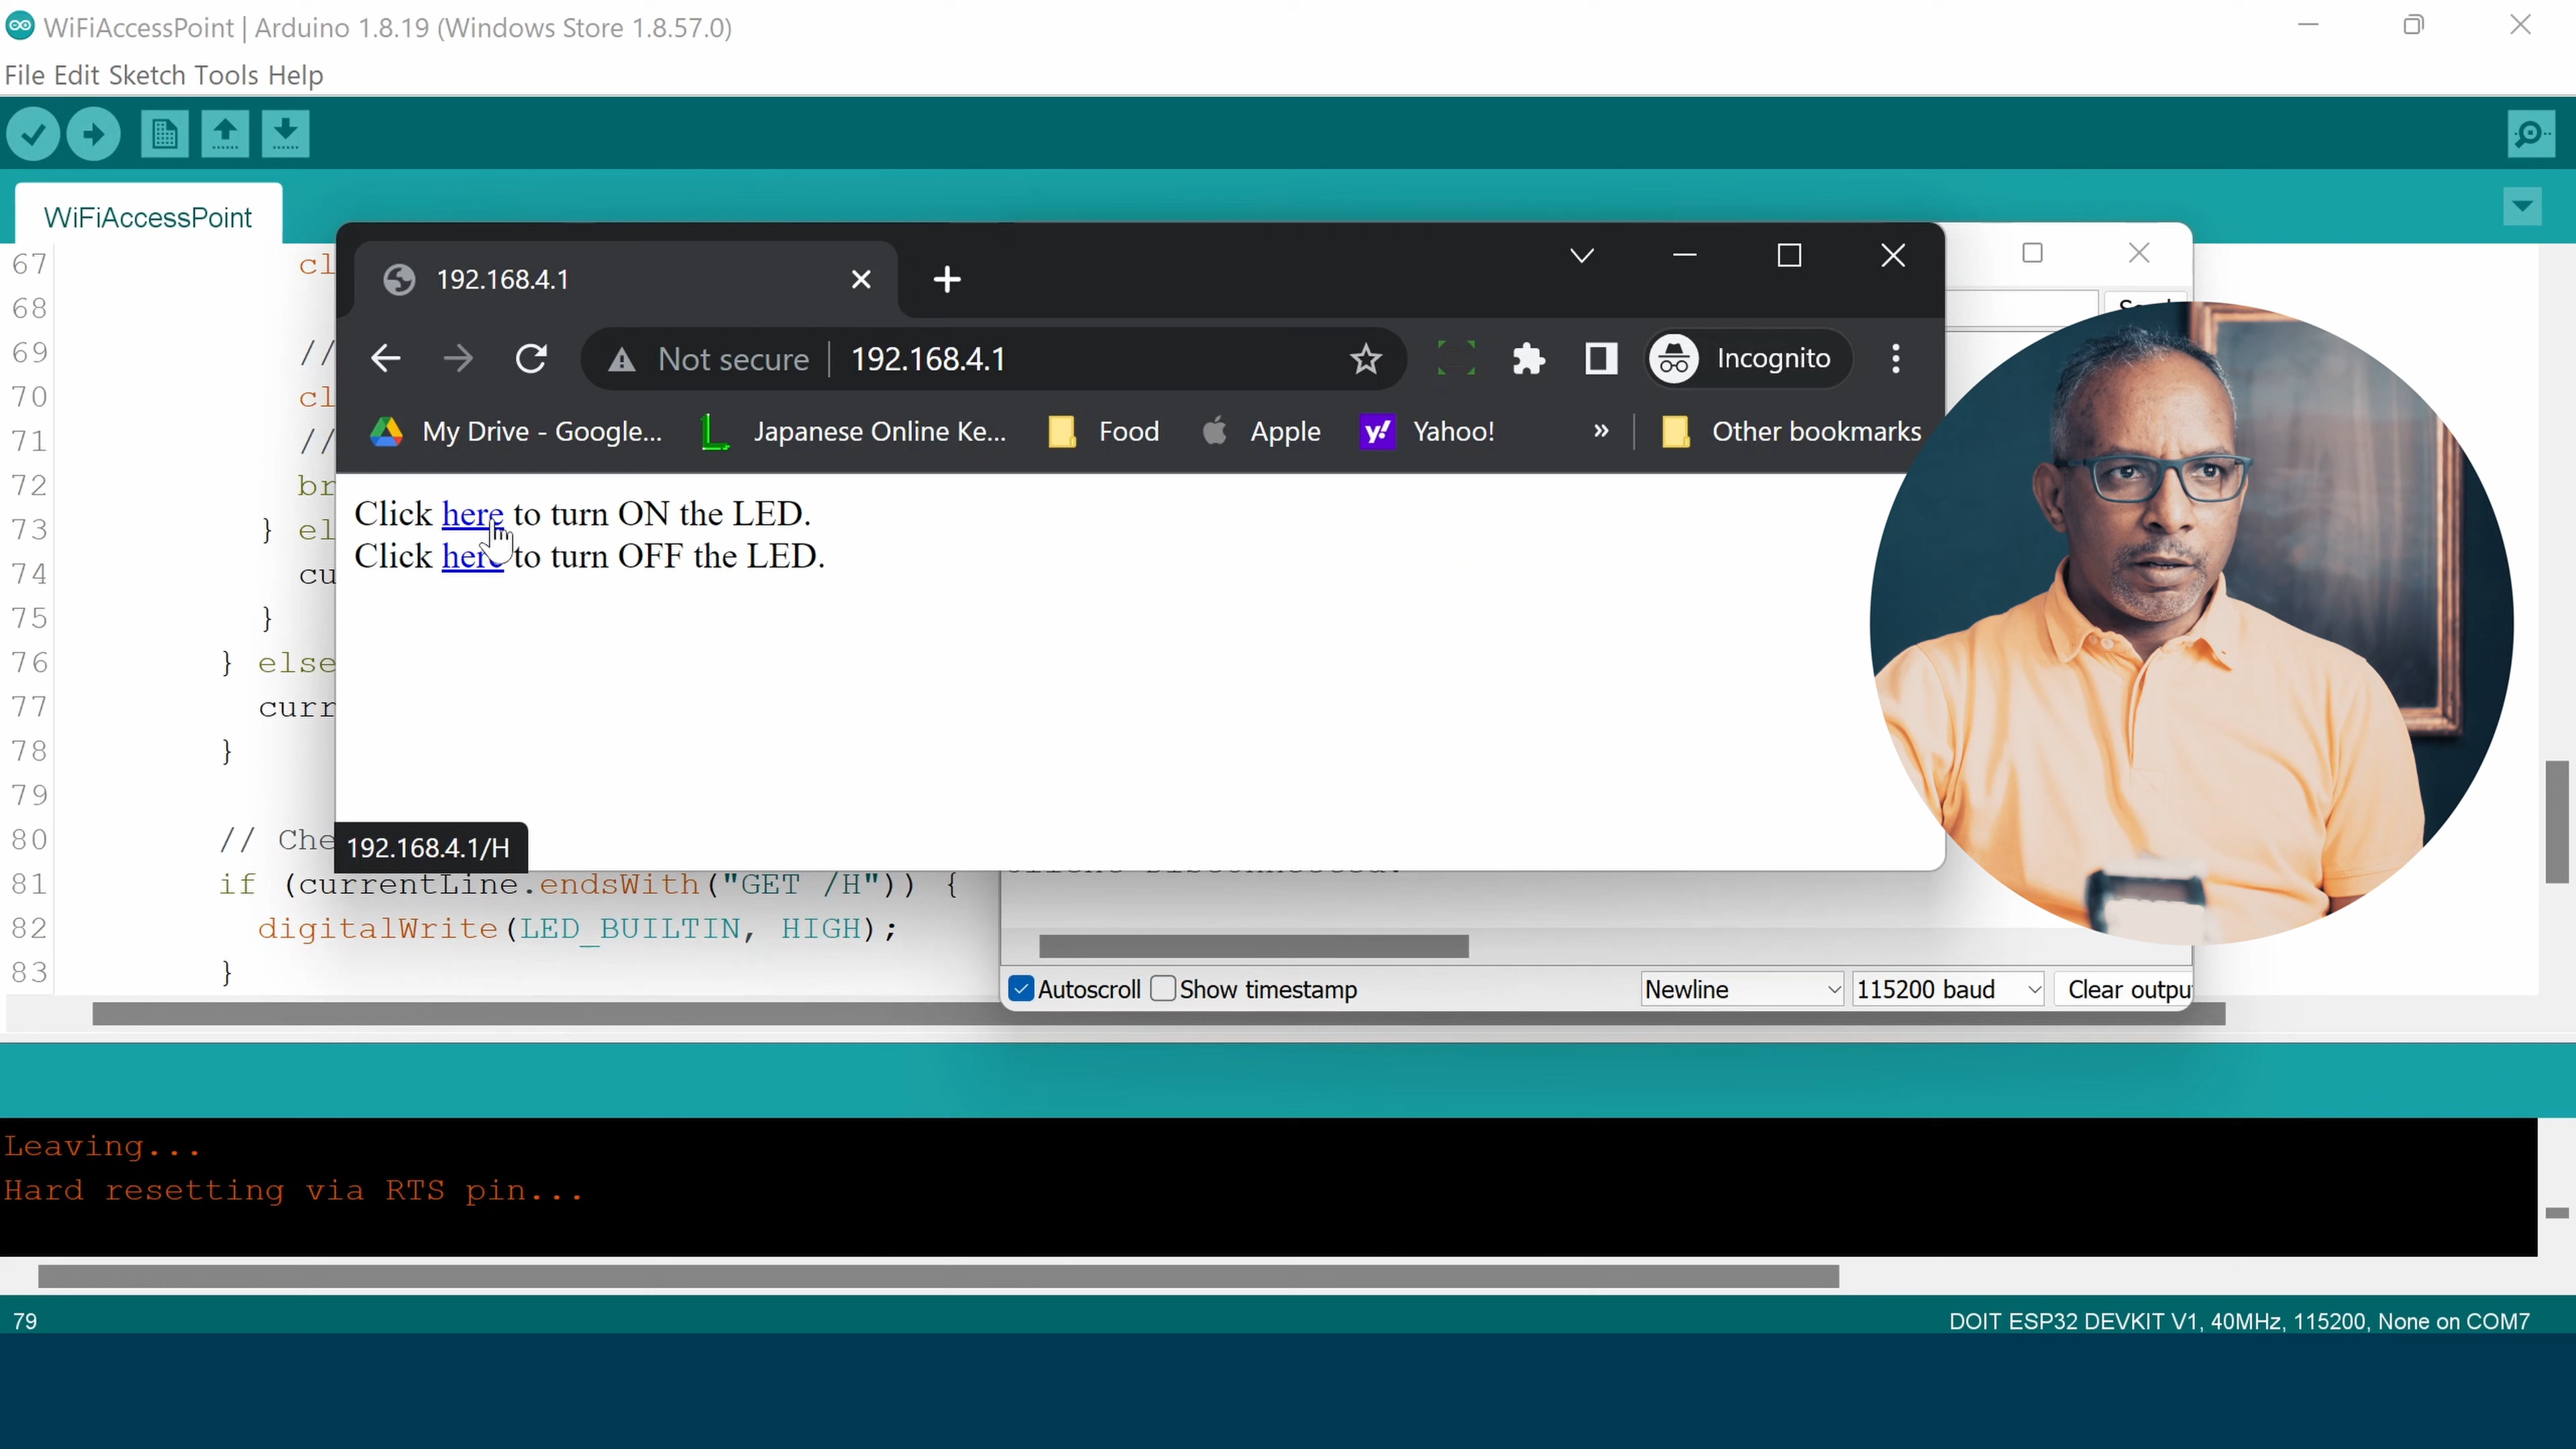 WiFiAccessPoint | Arduino 1.8.19 (Windows Store 1.8.57.0)
File Edit Sketch Tools Help
WiFiAccessPoint
192.168.4.1
Not secure 192.168.4.1 Incognito
My Drive - Google... Japanese Online Ke... Food Apple Yahoo! » Other bookmarks
Click here to turn ON the LED.
Click here to turn OFF the LED.
192.168.4.1/H
67 cl
68
69 //
70 cl
71 //
72 br
73 } el
74 cu
75 }
76 } else
77 curr
78 }
79
80 // Che
81 if (currentLine.endsWith("GET /H")) {
82 digitalWrite(LED_BUILTIN, HIGH);
83 }
Autoscroll Show timestamp Newline 115200 baud Clear outpu
Leaving...
Hard resetting via RTS pin...
79 DOIT ESP32 DEVKIT V1, 40MHz, 115200, None on COM7